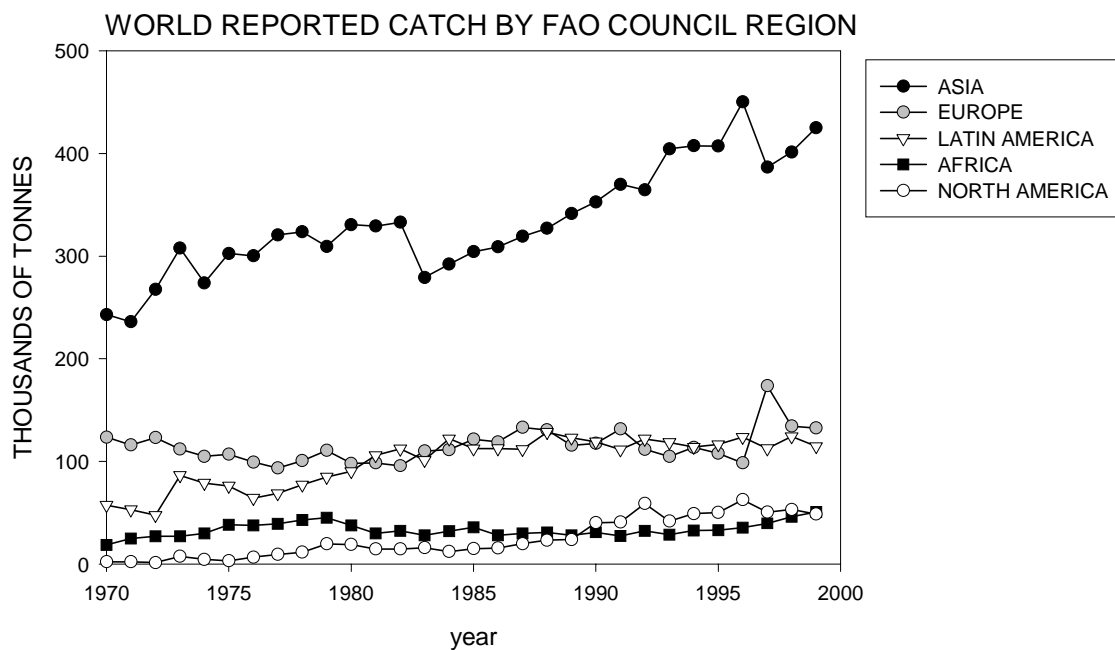 WORLD REPORTED CATCH BY FAO COUNCIL REGION
500
400
300
200
100
0
THOUSANDS OF TONNES
1970 1975 1980 1985 1990 1995 2000
year
ASIA
EUROPE
LATIN AMERICA
AFRICA
NORTH AMERICA